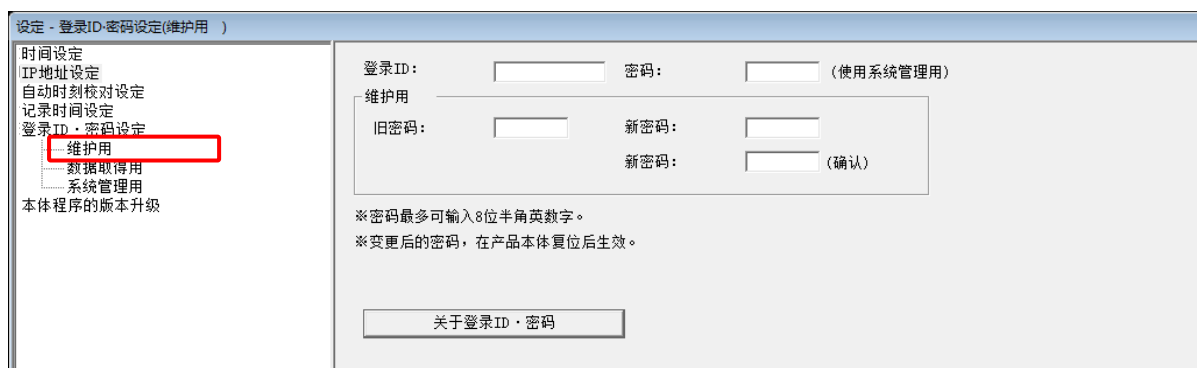 设定 - 登录ID·密码设定(维护用 )
时间设定
IP地址设定
自动时刻校对设定
记录时间设定
登录ID・密码设定
维护用
数据取得用
系统管理用
本体程序的版本升级
登录ID: 密码: (使用系统管理用)
维护用
旧密码: 新密码:
新密码: (确认)
※密码最多可输入8位半角英数字。
※变更后的密码，在产品本体复位后生效。
关于登录ID・密码